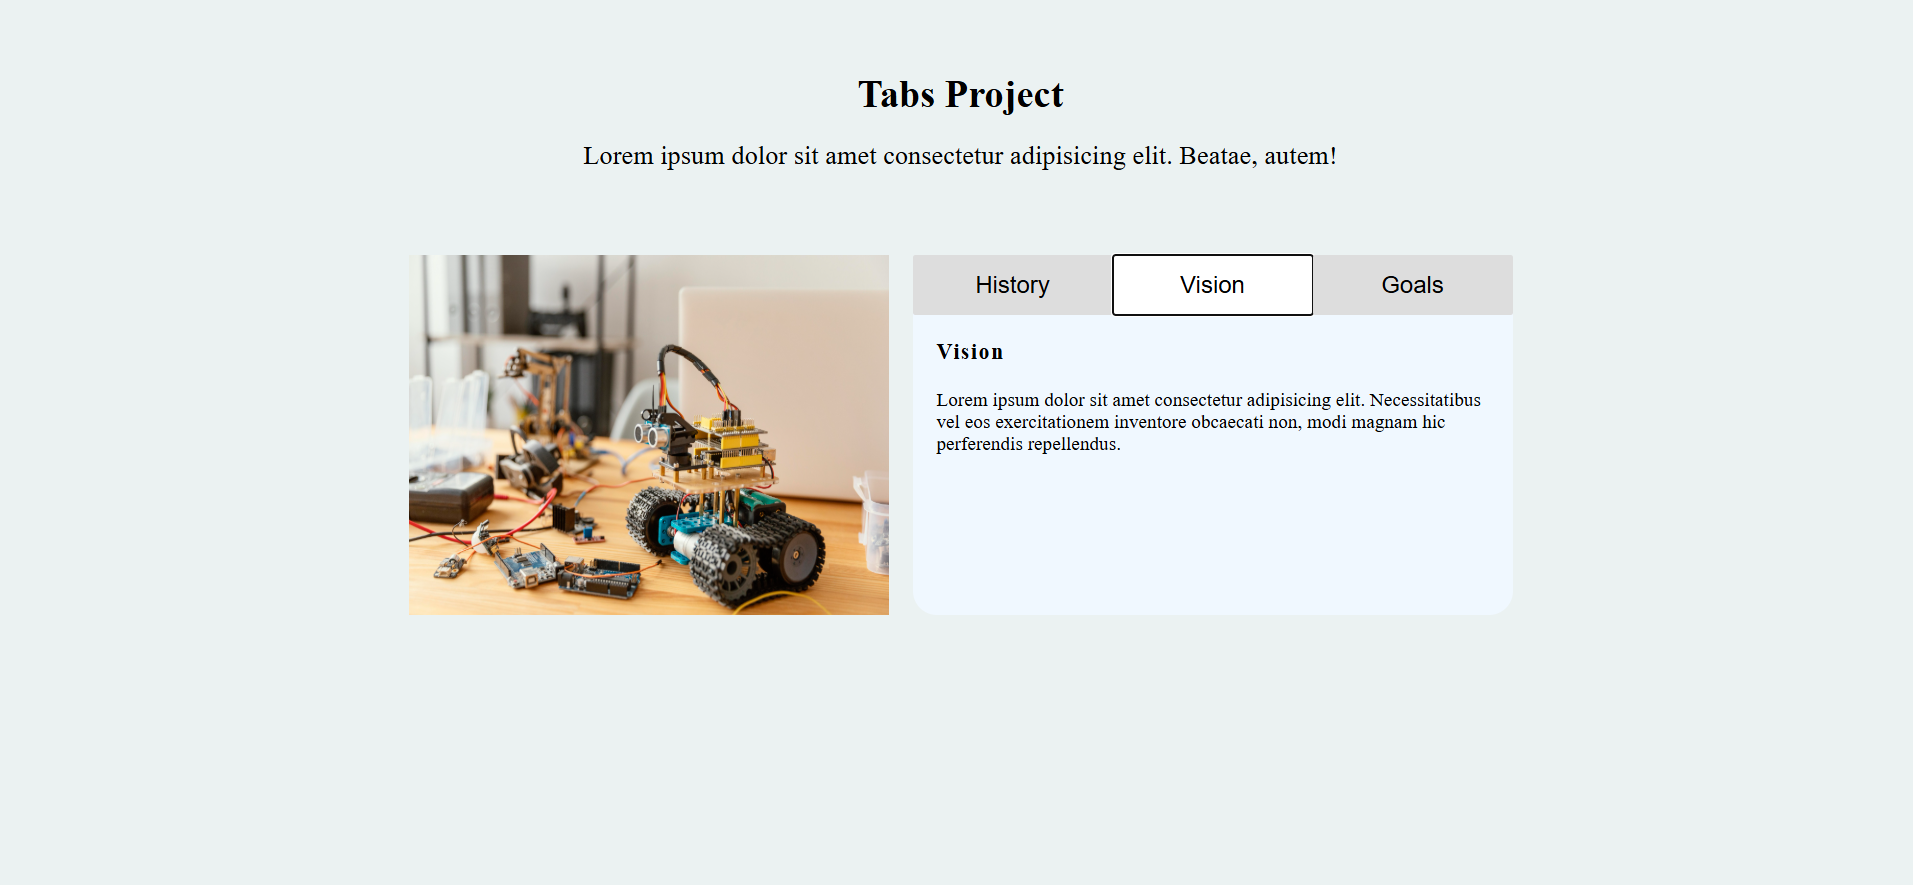 Tabs Project
Lorem ipsum dolor sit amet consectetur adipisicing elit. Beatae, autem!
History
Vision
Goals
Vision
Lorem ipsum dolor sit amet consectetur adipisicing elit. Necessitatibus
vel eos exercitationem inventore obcaecati non, modi magnam hic
perferendis repellendus.